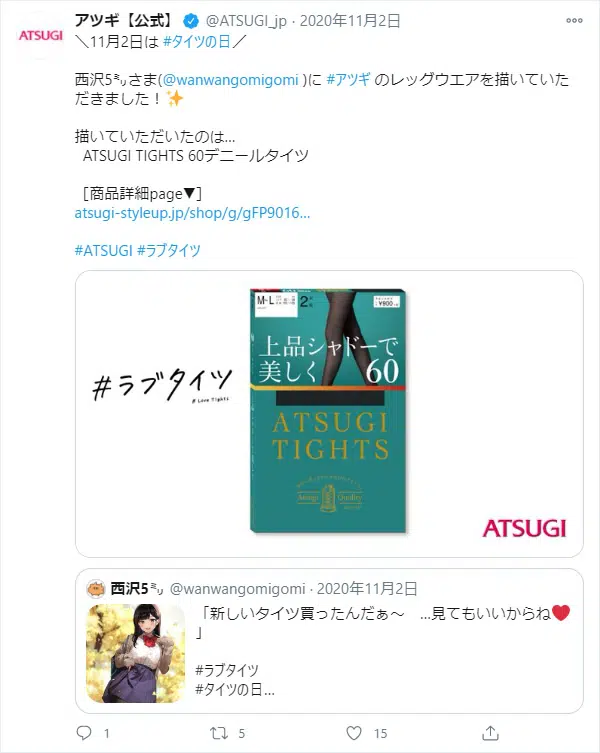 ATSUGI
アツギ【公式】 @ATSUGI_jp · 2020年11月2日
＼11月2日は #タイツの日／
西沢5㍉さま(@wanwangomigomi )に #アツギ のレッグウエアを描いていた
だきました！✨
描いていただいたのは...
ATSUGI TIGHTS 60デニールタイツ
［商品詳細page▼］
atsugi-styleup.jp/shop/g/gFP9016...
#ATSUGI #ラブタイツ
#ラブタイツ
# Love Tights
M~L
2
¥900
上品シャドーで
美しく 60
ATSUGI
TIGHTS
Atsugi Quality
ATSUGI
西沢5㍉ @wanwangomigomi · 2020年11月2日
「新しいタイツ買ったんだぁ～　...見てもいいからね❤
」
#ラブタイツ
#タイツの日...
1 5 15